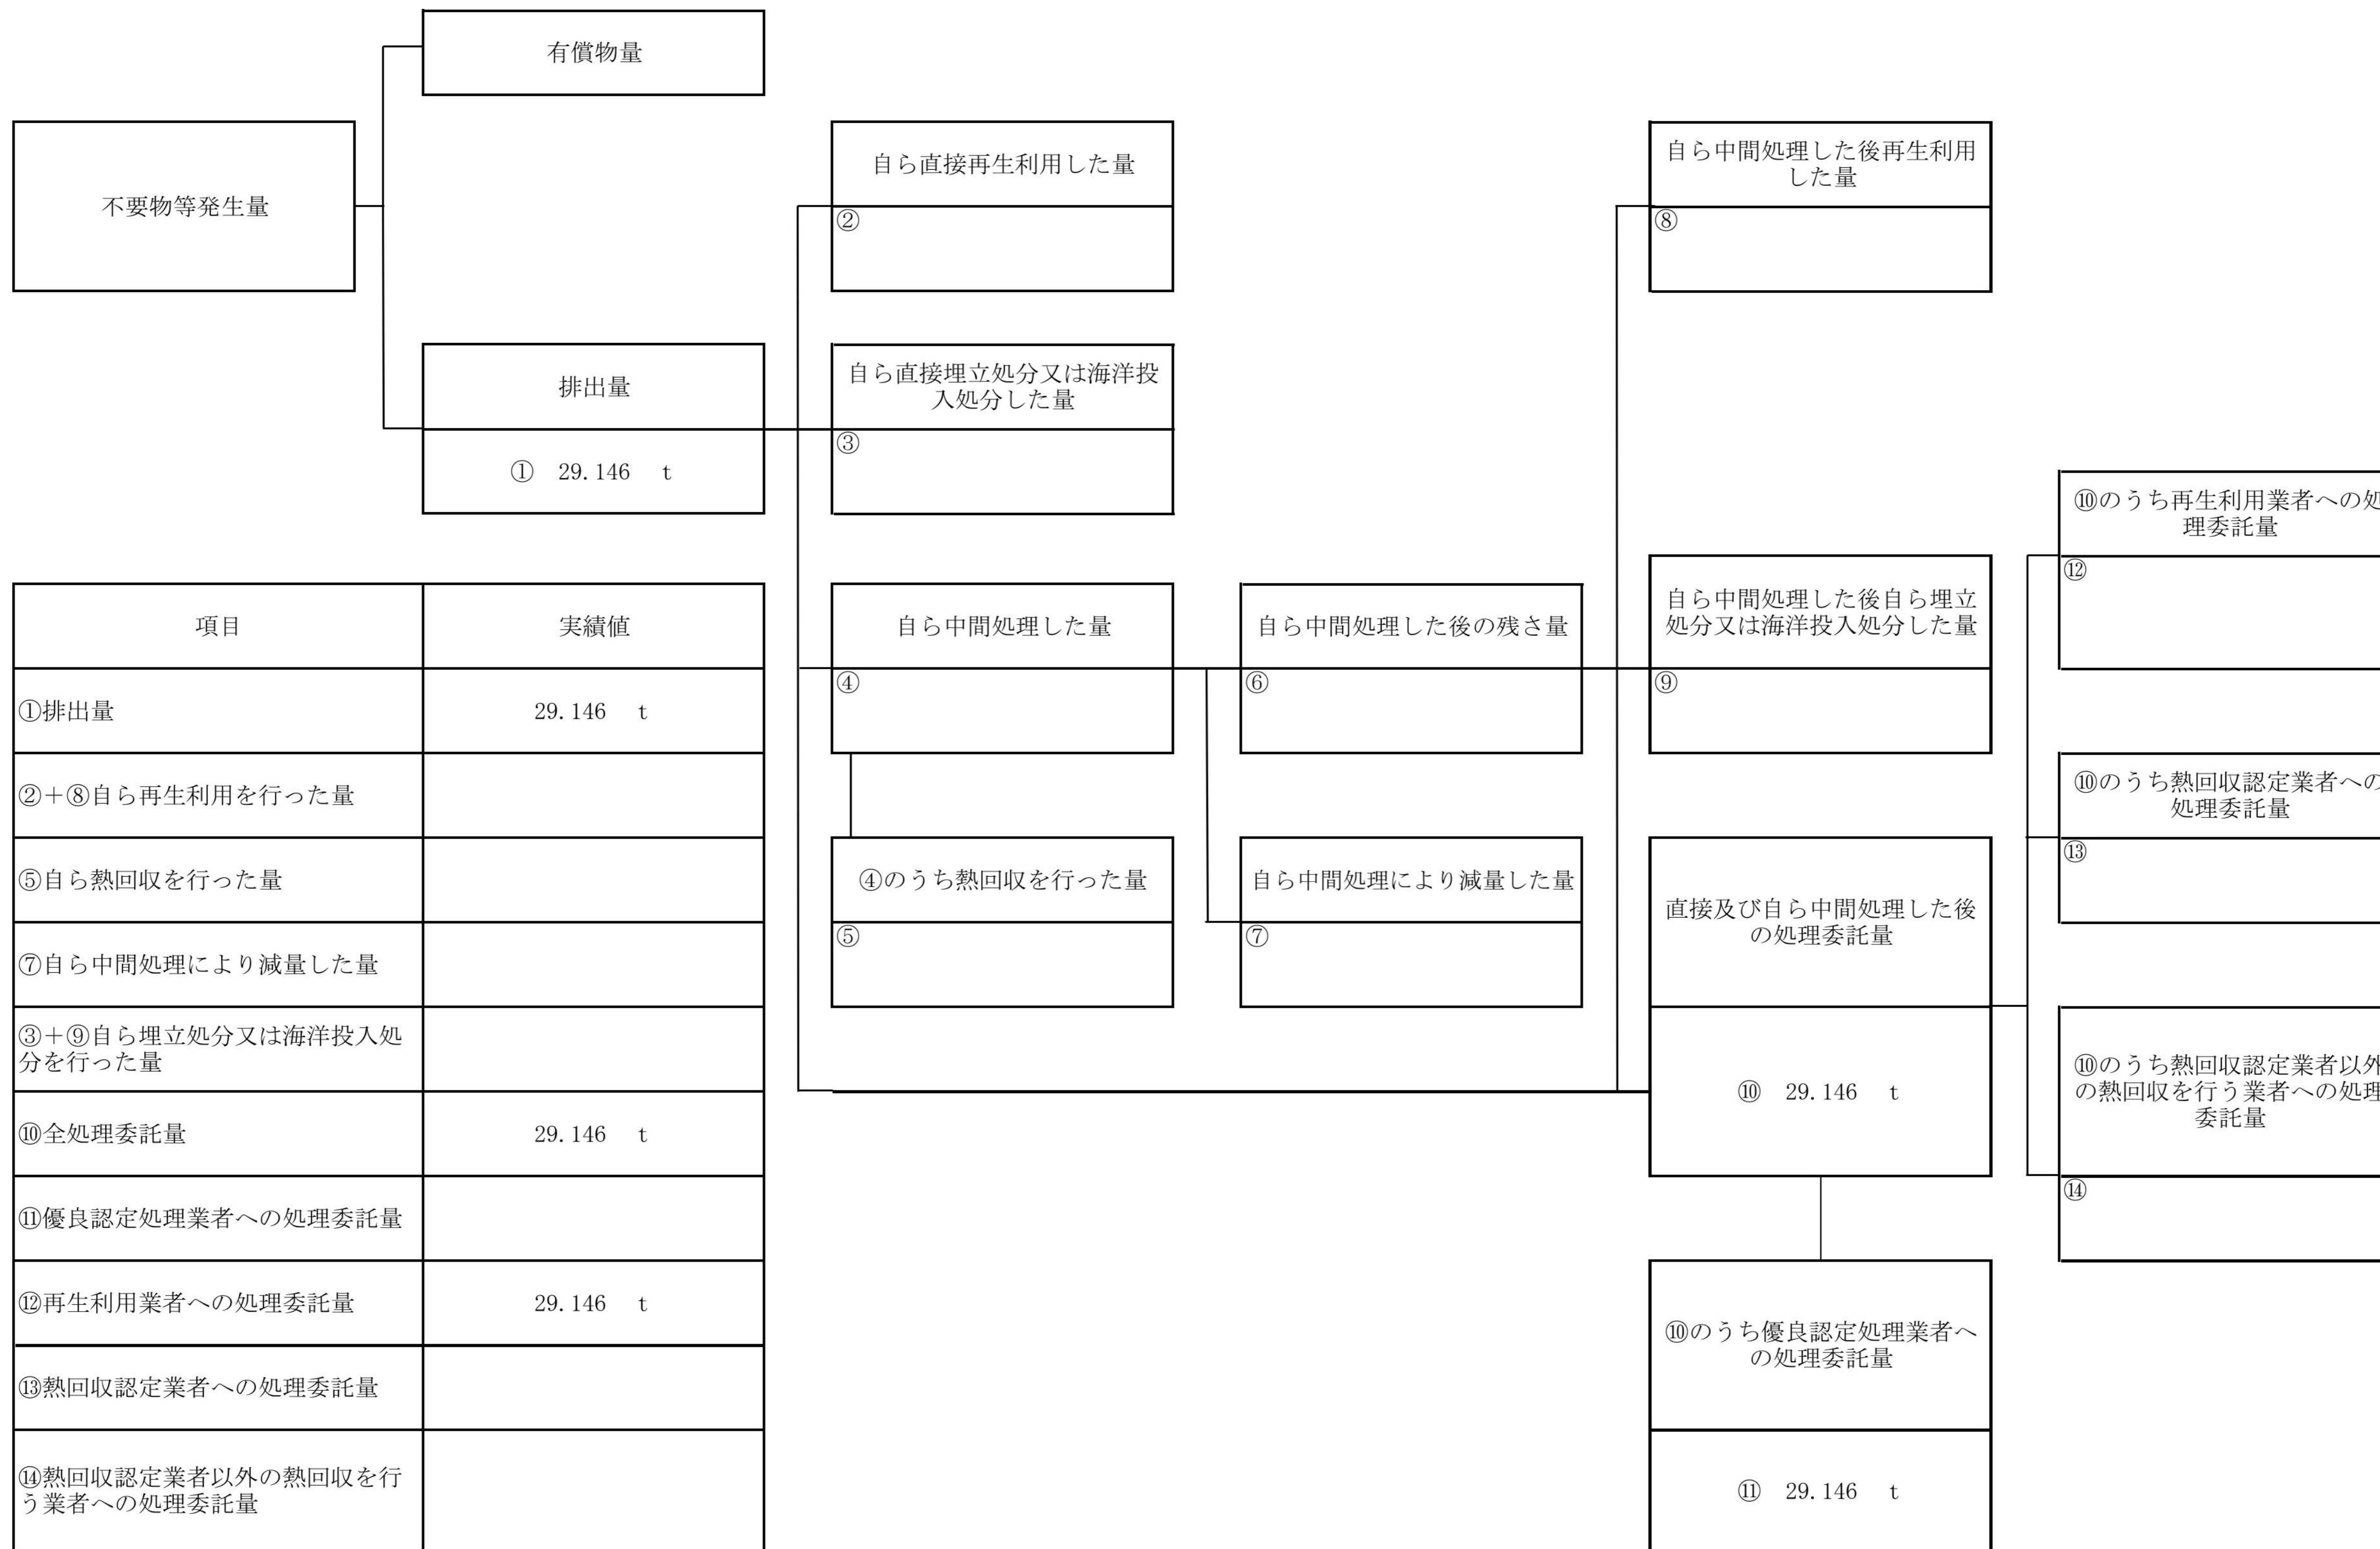 有償物量
不要物等発生量
自ら直接再生利用した量
②
自ら中間処理した後再生利用
した量
⑧
排出量
① 29.146 t
自ら直接埋立処分又は海洋投
入処分した量
③
⑩のうち再生利用業者への処
理委託量
⑫
項目 実績値
①排出量 29.146 t
②+⑧自ら再生利用を行った量
⑤自ら熱回収を行った量
⑦自ら中間処理により減量した量
③+⑨自ら埋立処分又は海洋投入処
分を行った量
⑩全処理委託量 29.146 t
⑪優良認定処理業者への処理委託量
⑫再生利用業者への処理委託量 29.146 t
⑬熱回収認定業者への処理委託量
⑭熱回収認定業者以外の熱回収を行
う業者への処理委託量
自ら中間処理した量
④
自ら中間処理した後の残さ量
⑥
自ら中間処理した後自ら埋立
処分又は海洋投入処分した量
⑨
④のうち熱回収を行った量
⑤
自ら中間処理により減量した量
⑦
直接及び自ら中間処理した後
の処理委託量
⑩ 29.146 t
⑩のうち熱回収認定業者への
処理委託量
⑬
⑩のうち熱回収認定業者以外
の熱回収を行う業者への処理
委託量
⑭
⑩のうち優良認定処理業者へ
の処理委託量
⑪ 29.146 t